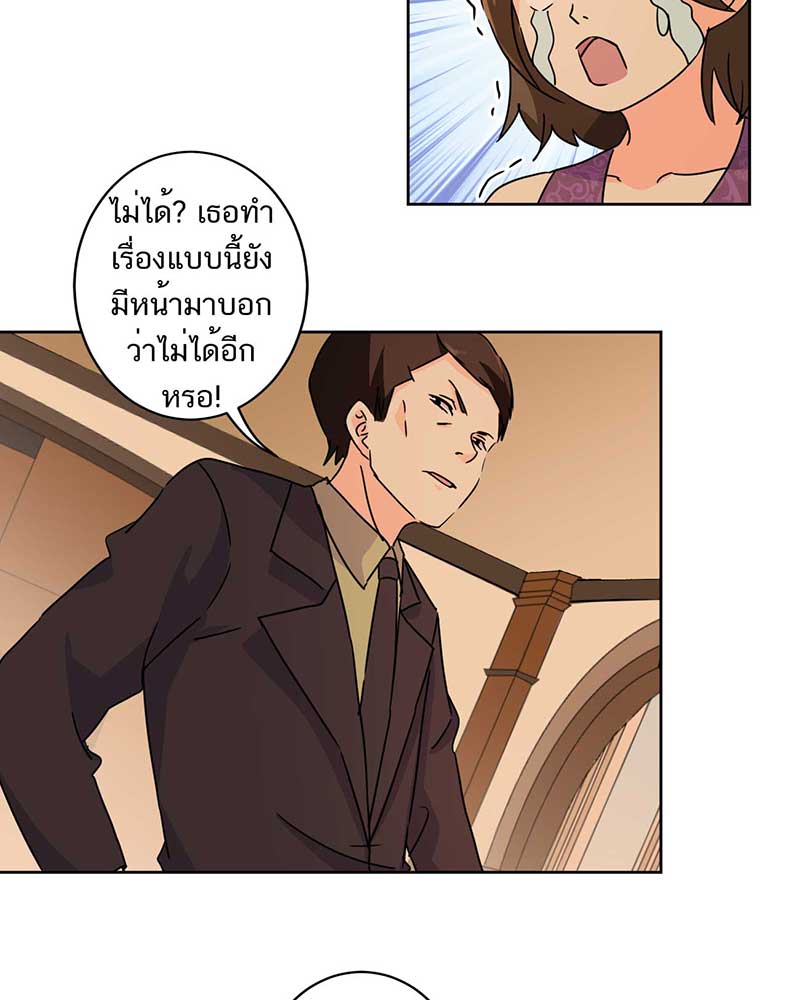 ไม่ได้? เธอทำ
เรื่องแบบนี้ยัง
มีหน้ามาบอก
ว่าไม่ได้อีก
หรอ!